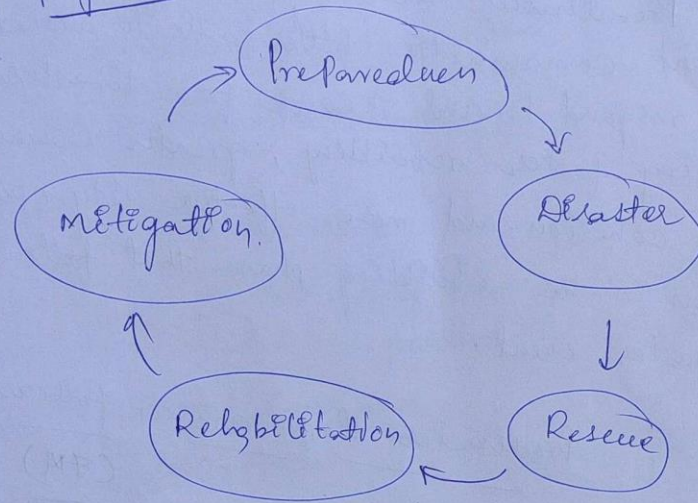 Preparedness
Disaster
Mitigation.
Rehabilitation
Rescue